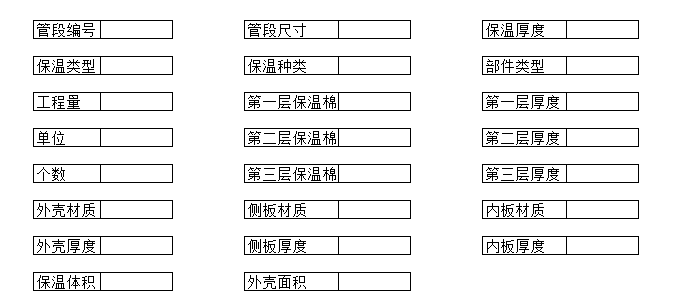 管段编号 管段尺寸 保温厚度
保温类型 保温种类 部件类型
工程量 第一层保温棉 第一层厚度
单位 第二层保温棉 第二层厚度
个数 第三层保温棉 第三层厚度
外壳材质 侧板材质 内板材质
外壳厚度 侧板厚度 内板厚度
保温体积 外壳面积